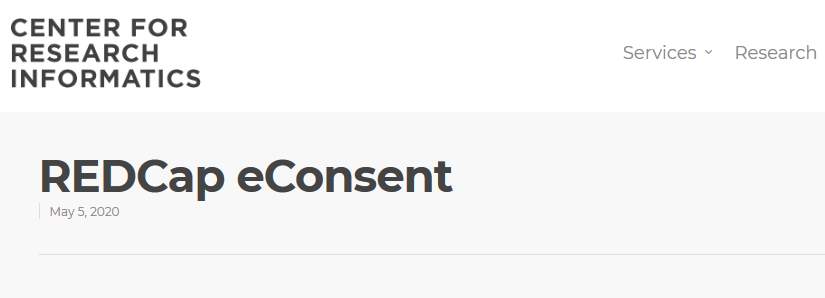 CENTER FOR
RESEARCH
INFORMATICS
Services
Research
REDCap eConsent
May 5, 2020